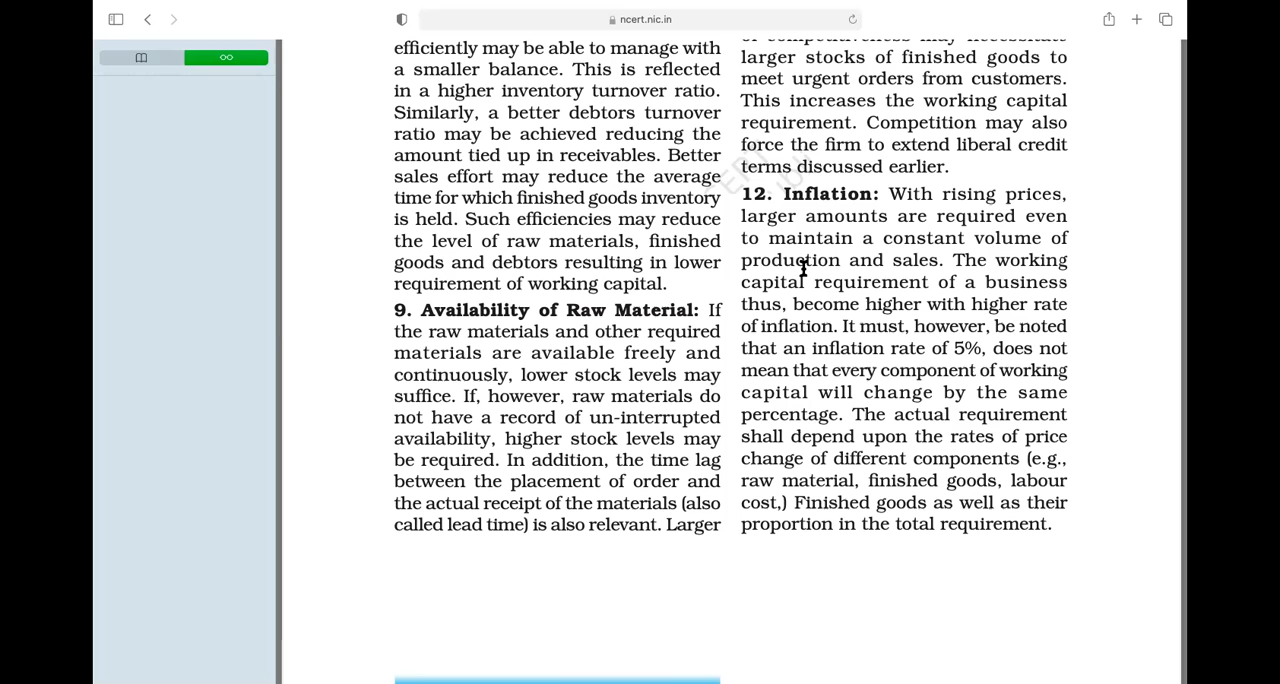 ncert.nic.in
efficiently may be able to manage with
a smaller balance. This is reflected
in a higher inventory turnover ratio.
Similarly, a better debtors turnover
ratio may be achieved reducing the
amount tied up in receivables. Better
sales effort may reduce the average
time for which finished goods inventory
is held. Such efficiencies may reduce
the level of raw materials, finished
goods and debtors resulting in lower
requirement of working capital.
9. Availability of Raw Material: If
the raw materials and other required
materials are available freely and
continuously, lower stock levels may
suffice. If, however, raw materials do
not have a record of un-interrupted
availability, higher stock levels may
be required. In addition, the time lag
between the placement of order and
the actual receipt of the materials (also
called lead time) is also relevant. Larger
of competitiveness may necessitate
larger stocks of finished goods to
meet urgent orders from customers.
This increases the working capital
requirement. Competition may also
force the firm to extend liberal credit
terms discussed earlier.
12. Inflation: With rising prices,
larger amounts are required even
to maintain a constant volume of
production and sales. The working
capital requirement of a business
thus, become higher with higher rate
of inflation. It must, however, be noted
that an inflation rate of 5%, does not
mean that every component of working
capital will change by the same
percentage. The actual requirement
shall depend upon the rates of price
change of different components (e.g.,
raw material, finished goods, labour
cost,) Finished goods as well as their
proportion in the total requirement.